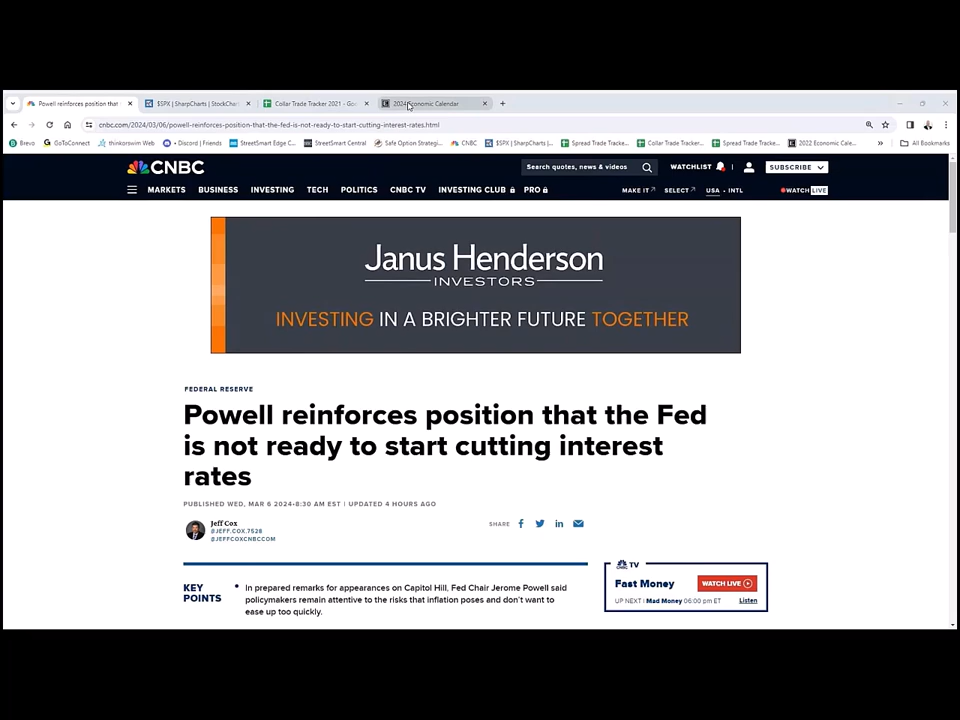 Powell reinforces position that
$SPX | SharpCharts | StockChar
Collar Trade Tracker 2021 - Goo
2024 Economic Calendar
cnbc.com/2024/03/06/powell-reinforces-position-that-the-fed-is-not-ready-to-start-cutting-interest-rates.html
Brevo
GoToConnect
thinkorswim Web
Discord | Friends
StreetSmart Edge C...
StreetSmart Central
Safe Option Strategi...
CNBC
$SPX | SharpCharts...
Spread Trade Tracke...
Collar Trade Tracker...
Spread Trade Tracke...
2022 Economic Cale...
All Bookmarks
CNBC
Search quotes, news & videos
WATCHLIST
SUBSCRIBE
MARKETS BUSINESS INVESTING TECH POLITICS CNBC TV INVESTING CLUB PRO
MAKE IT SELECT USA • INTL WATCH LIVE
Janus Henderson
INVESTORS
INVESTING IN A BRIGHTER FUTURE TOGETHER
FEDERAL RESERVE
Powell reinforces position that the Fed
is not ready to start cutting interest
rates
PUBLISHED WED, MAR 6 2024•8:30 AM EST | UPDATED 4 HOURS AGO
Jeff Cox
@JEFF.COX.7528
@JEFFCOXCNBCCOM
SHARE
KEY
POINTS
• In prepared remarks for appearances on Capitol Hill, Fed Chair Jerome Powell said
policymakers remain attentive to the risks that inflation poses and don't want to
ease up too quickly.
CNBC TV
Fast Money
WATCH LIVE
UP NEXT | Mad Money 06:00 pm ET
Listen